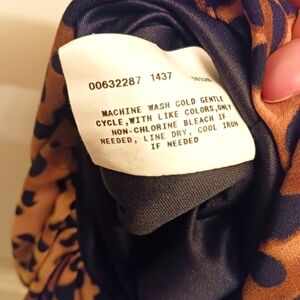 00632287 1437
MACHINE WASH COLD GENTLE
CYCLE,WITH LIKE COLORS,ONLY
NON-CHLORINE BLEACH IF
NEEDED, LINE DRY, COOL IRON
IF NEEDED